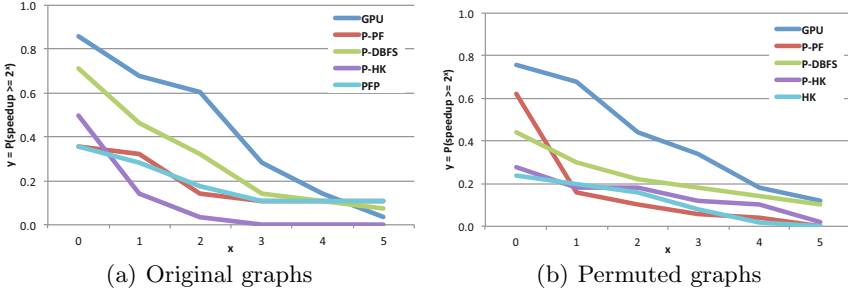 1.0
0.8
0.6
0.4
0.2
0.0
y = P(speedup >= 2ˣ)
0 1 2 3 4 5
x
GPU
P-PF
P-DBFS
P-HK
PFP
(a) Original graphs
1.0
0.8
0.6
0.4
0.2
0.0
y = P(speedup >= 2ˣ)
0 1 2 3 4 5
x
GPU
P-PF
P-DBFS
P-HK
HK
(b) Permuted graphs